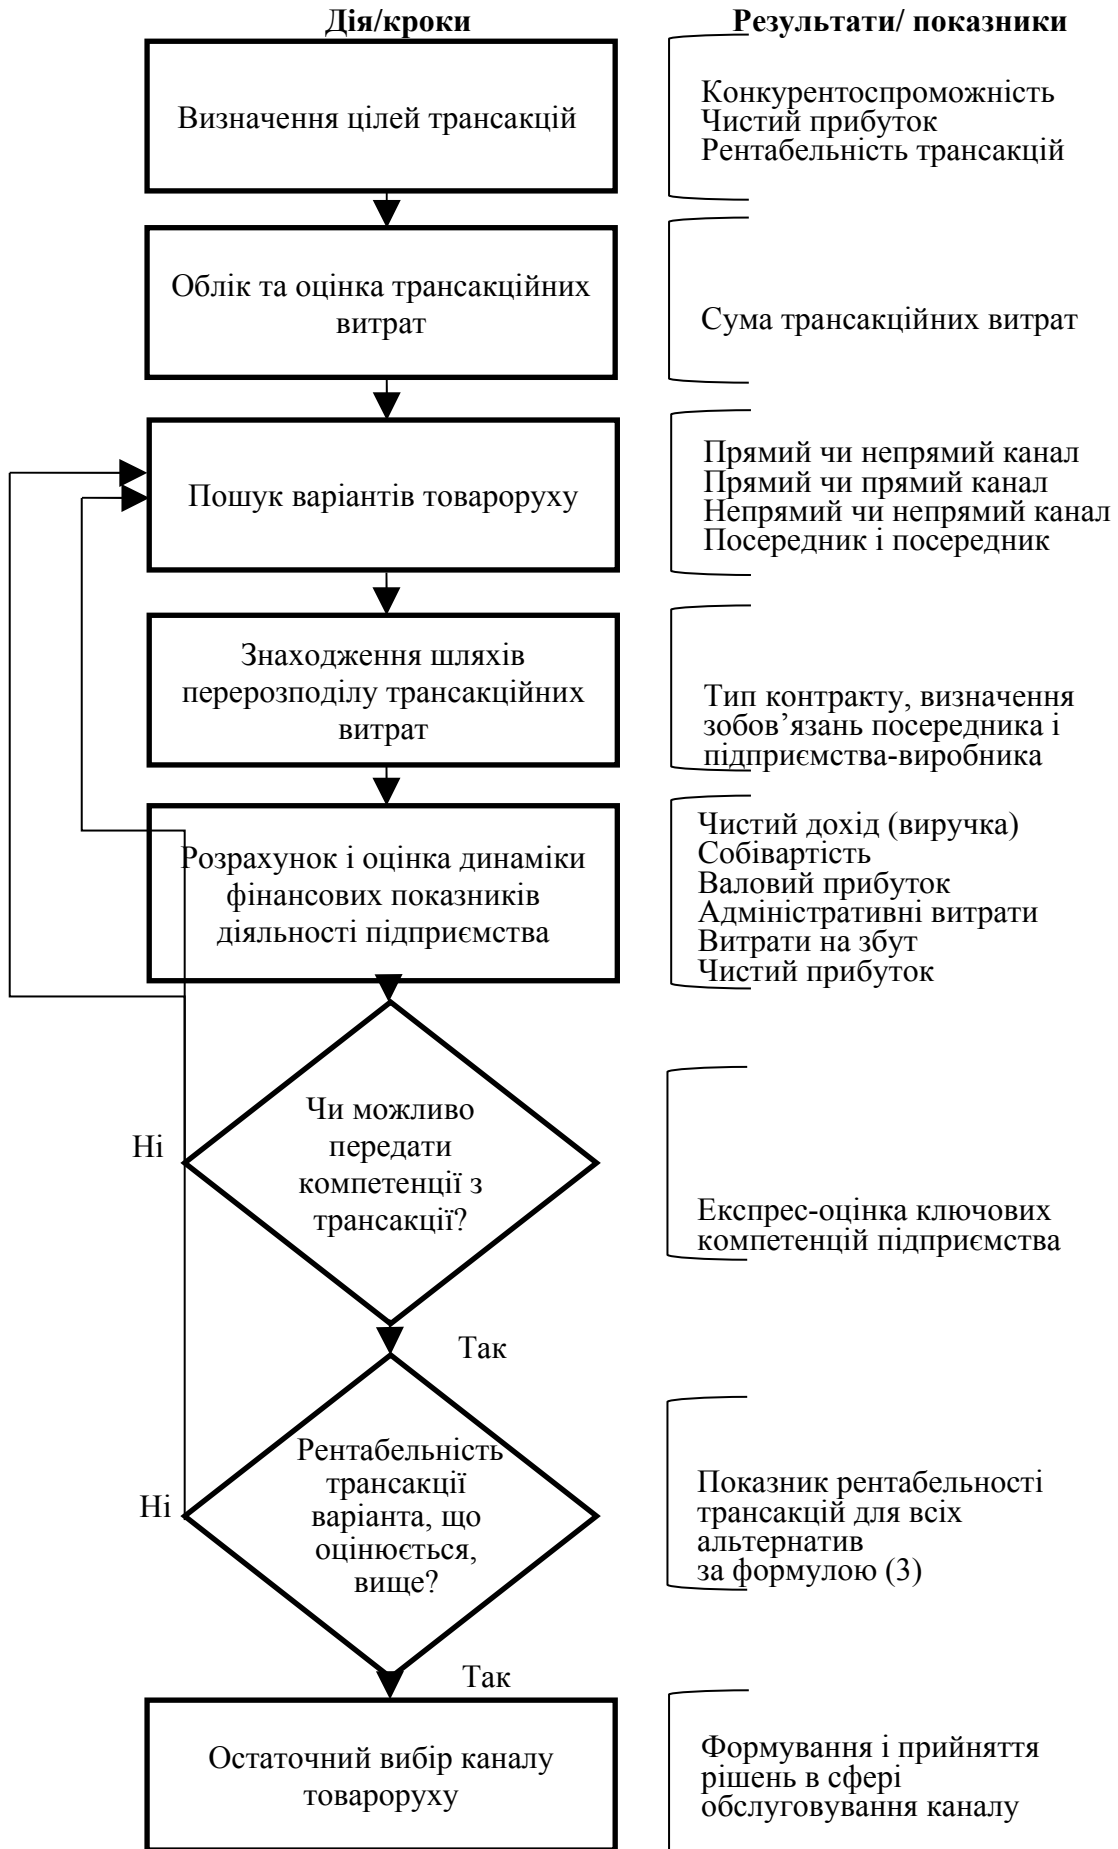 Дія/кроки
Результати/ показники
Визначення цілей трансакцій
Конкурентоспроможність
Чистий прибуток
Рентабельність трансакцій
Облік та оцінка трансакційних
витрат
Сума трансакційних витрат
Пошук варіантів товароруху
Прямий чи непрямий канал
Прямий чи прямий канал
Непрямий чи непрямий канал
Посередник і посередник
Знаходження шляхів
перерозподілу трансакційних
витрат
Тип контракту, визначення
зобов’язань посередника і
підприємства-виробника
Розрахунок і оцінка динаміки
фінансових показників
діяльності підприємства
Чистий дохід (виручка)
Собівартість
Валовий прибуток
Адміністративні витрати
Витрати на збут
Чистий прибуток
Чи можливо
передати
компетенції з
трансакції?
Ні
Експрес-оцінка ключових
компетенцій підприємства
Так
Рентабельність
трансакції
варіанта, що
оцінюється,
вище?
Ні
Показник рентабельності
трансакцій для всіх
альтернатив
за формулою (3)
Так
Остаточний вибір каналу
товароруху
Формування і прийняття
рішень в сфері
обслуговування каналу